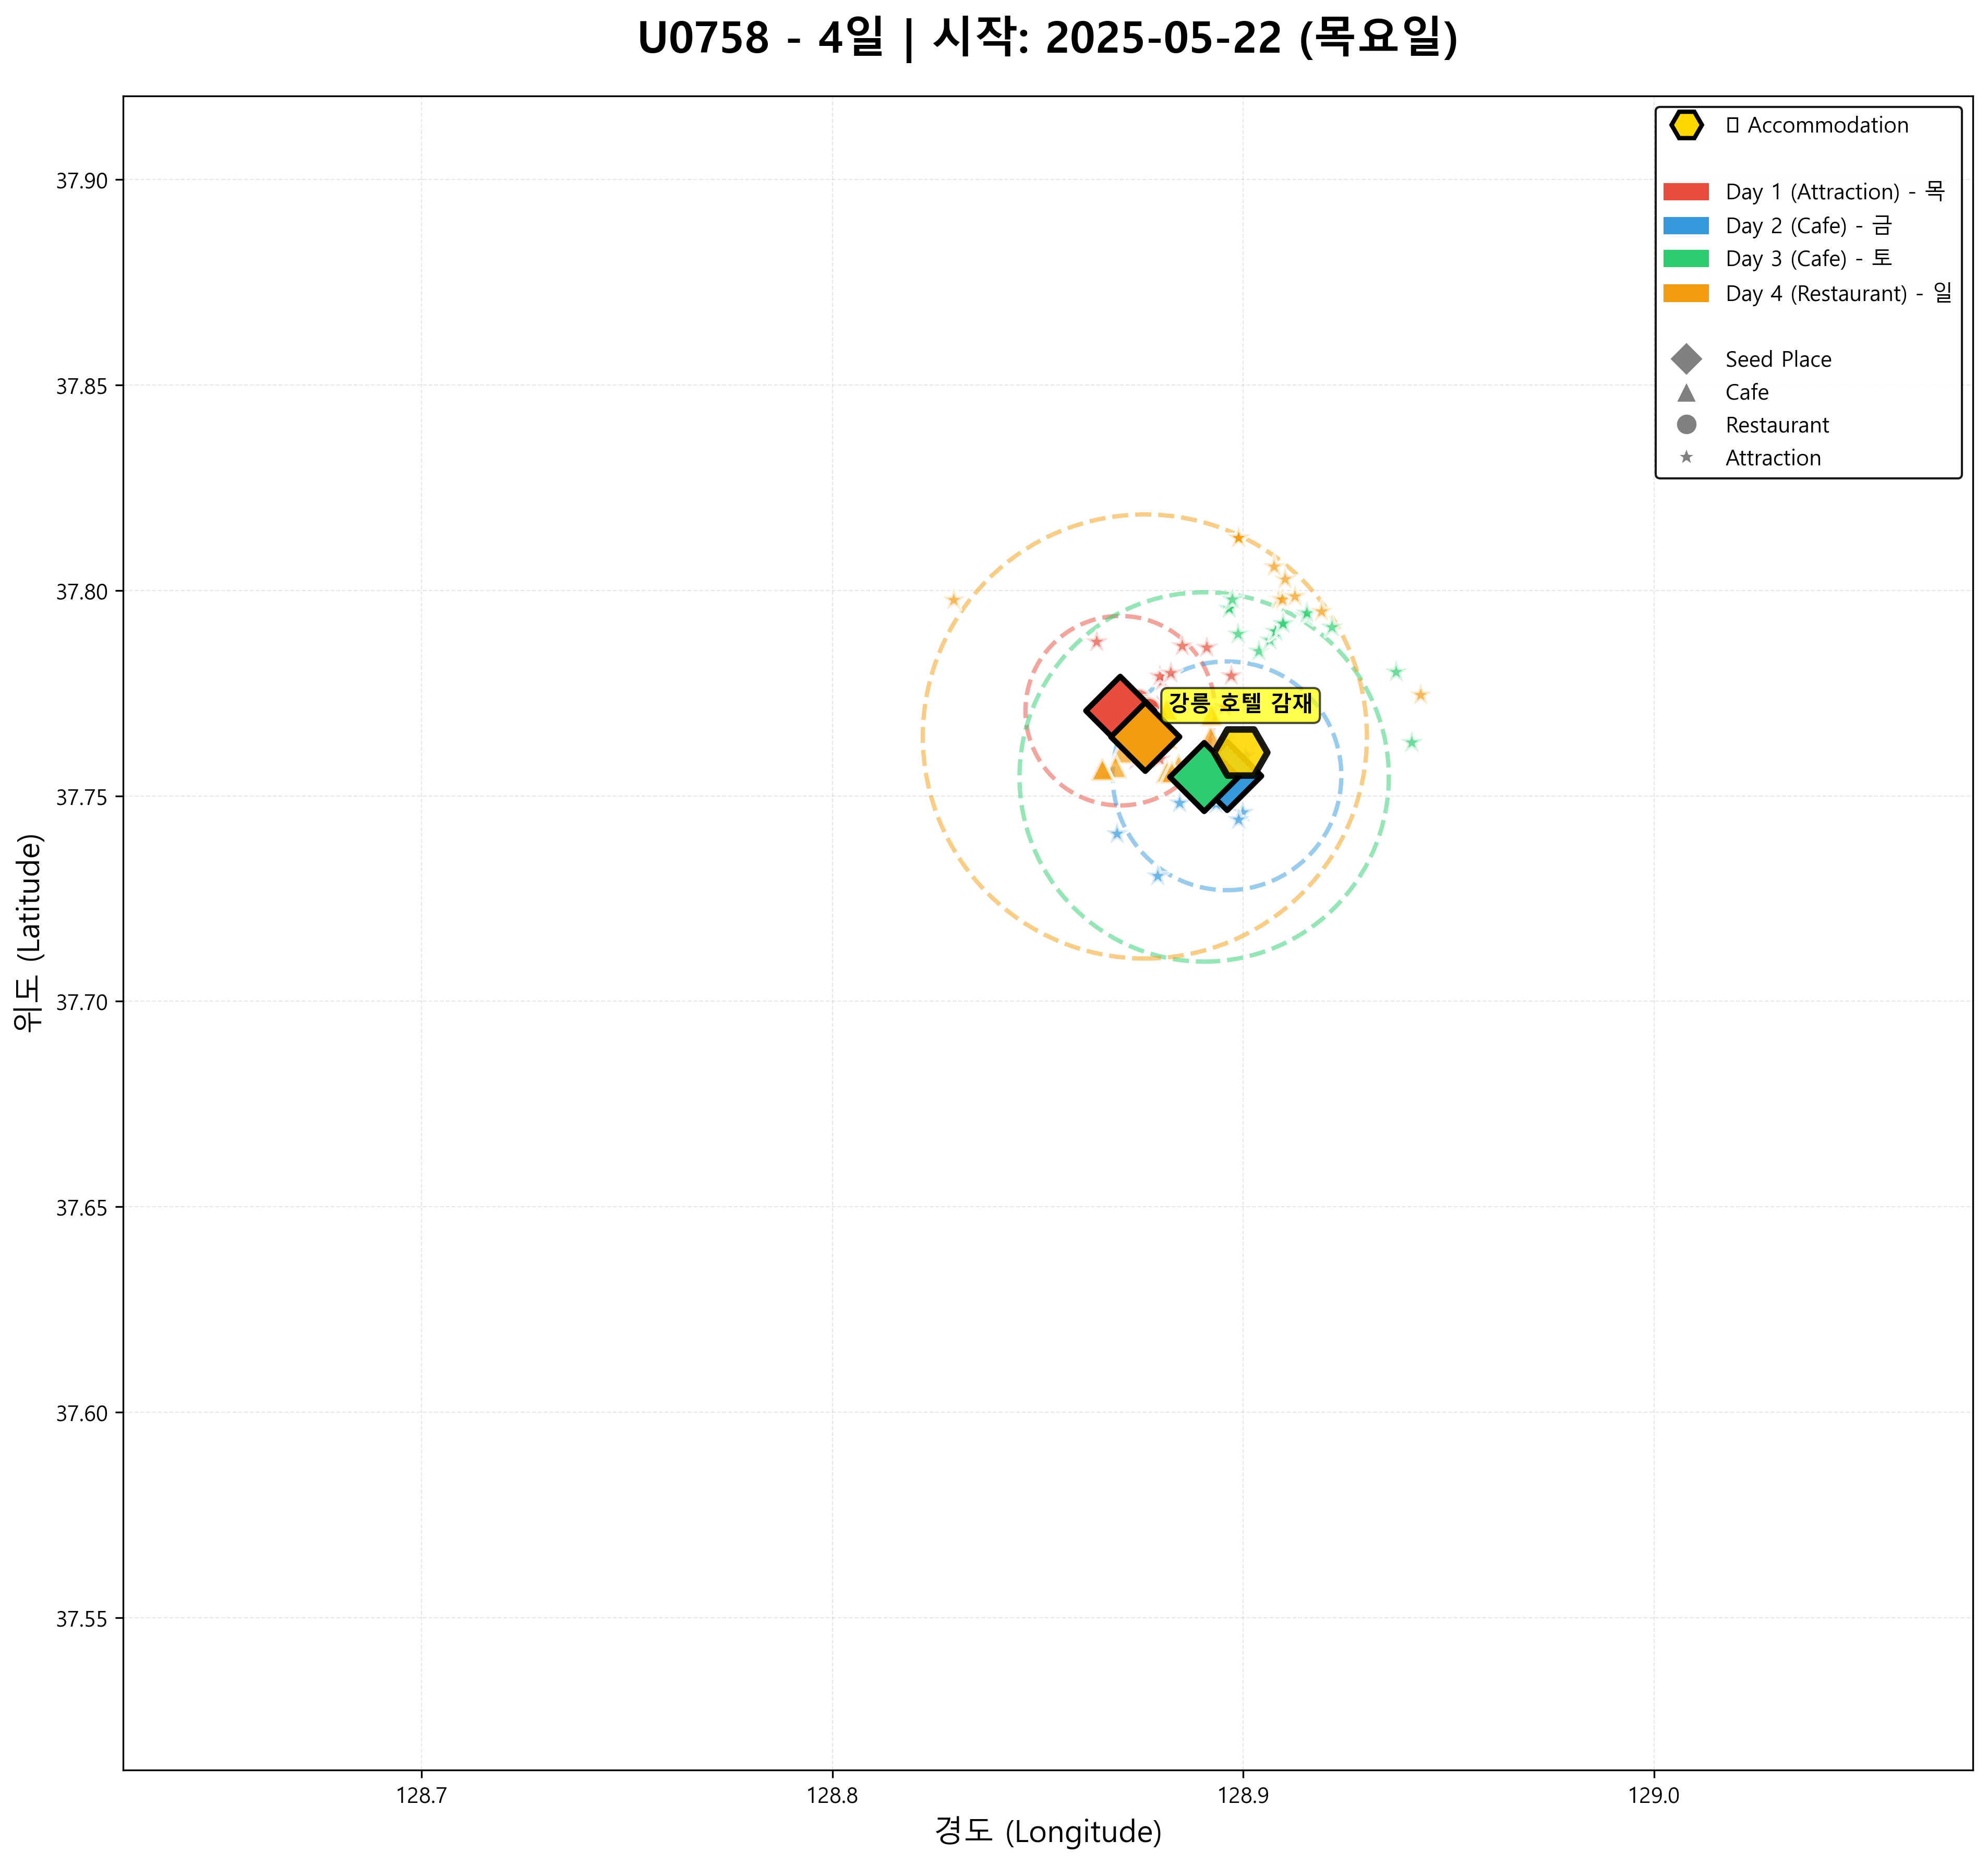 U0758 - 4일 | 시작: 2025-05-22 (목요일)
Accommodation
Day 1 (Attraction) - 목
Day 2 (Cafe) - 금
Day 3 (Cafe) - 토
Day 4 (Restaurant) - 일
Seed Place
Cafe
Restaurant
Attraction
37.90
37.85
37.80
37.75
37.70
37.65
37.60
37.55
강릉 호텔 감재
위도 (Latitude)
128.7
128.8
128.9
129.0
경도 (Longitude)